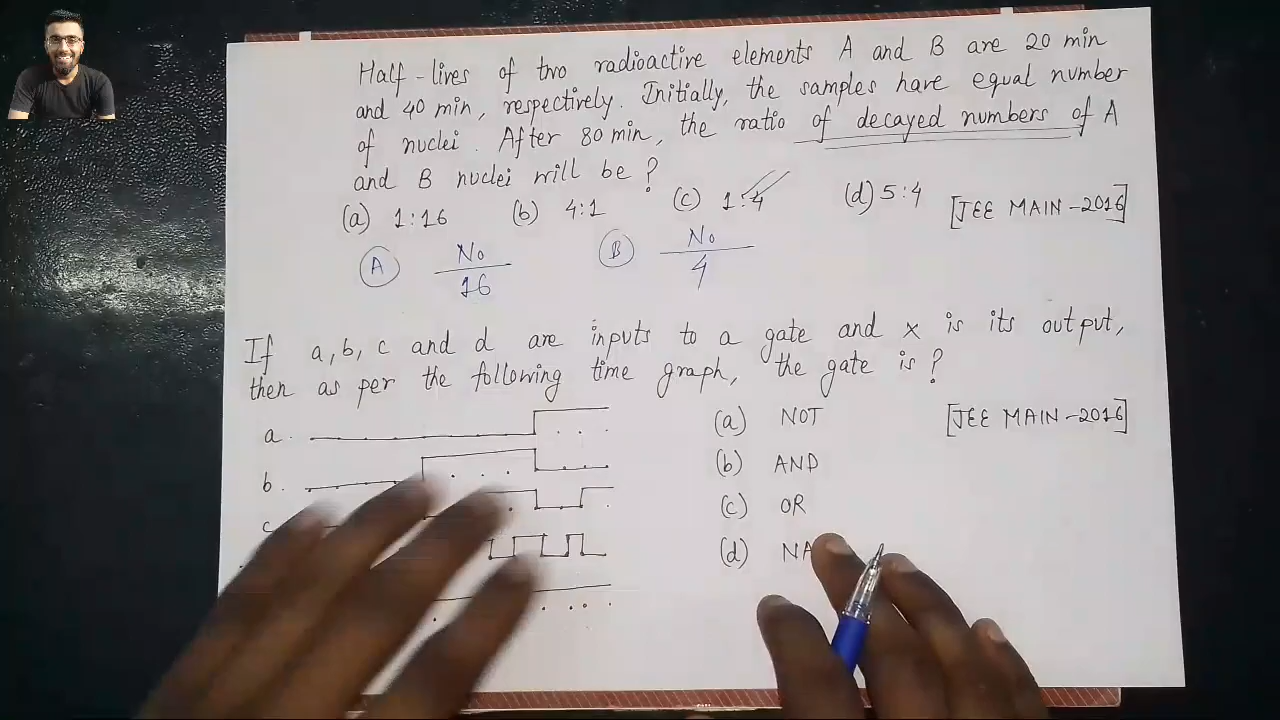 Half-lives of two radioactive elements A and B are 20 min
and 40 min, respectively. Initially, the samples have equal number
of nuclei. After 80 min, the ratio of decayed numbers of A
and B nuclei will be?
(a) 1:16 (b) 4:1 (c) 1:4 (d) 5:4 [JEE MAIN-2016]
A No/16 B No/4
If a, b, c and d are inputs to a gate and x is its output,
then as per the following time graph, the gate is?
a. (a) NOT [JEE MAIN-2016]
b. (b) AND
c (c) OR
(d)